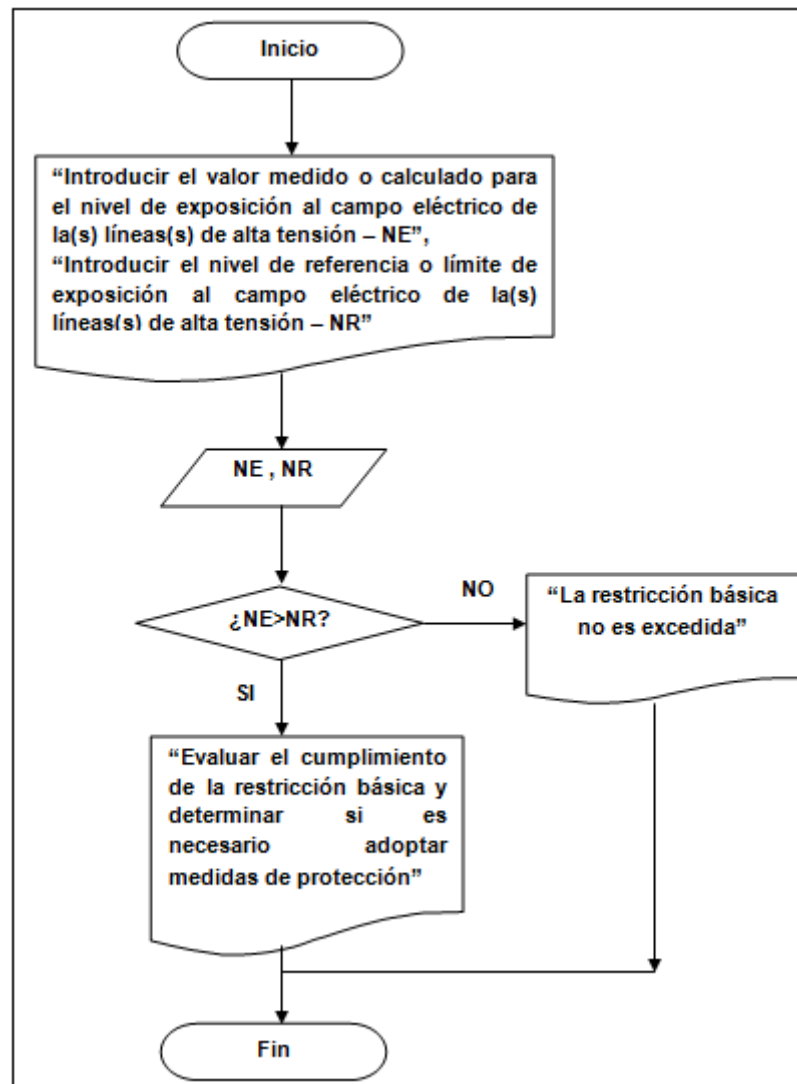 Inicio
“Introducir el valor medido o calculado para
el nivel de exposición al campo eléctrico de
la(s) líneas(s) de alta tensión – NE”,
“Introducir el nivel de referencia o límite de
exposición al campo eléctrico de la(s)
líneas(s) de alta tensión – NR”
NE , NR
¿NE>NR?
NO
“La restricción básica
no es excedida”
SI
“Evaluar el cumplimiento
de la restricción básica y
determinar si es
necesario adoptar
medidas de protección”
Fin